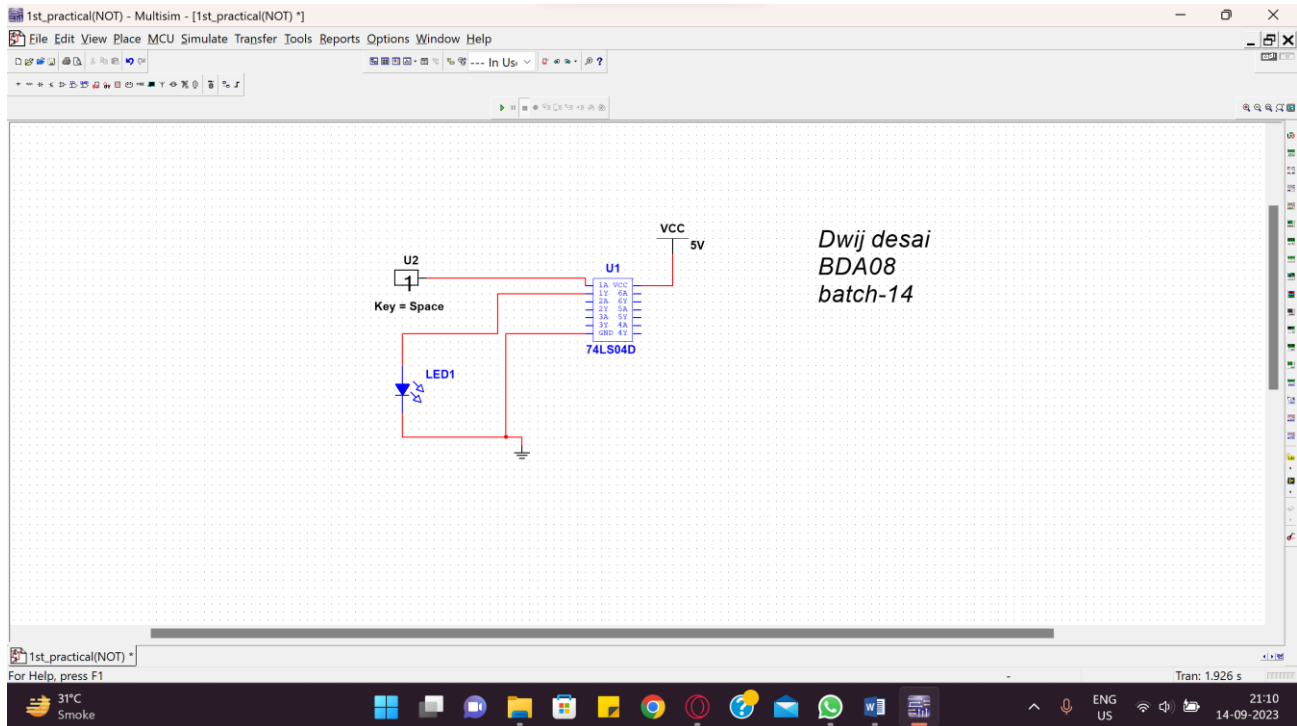 1st_practical(NOT) - Multisim - [1st_practical(NOT) *]
File Edit View Place MCU Simulate Transfer Tools Reports Options Window Help
--- In Use
VCC
5V
Dwij desai
BDA08
batch-14
U2
1
Key = Space
U1
1A VCC
1Y 6A
2A 6Y
2Y 5A
3A 5Y
3Y 4A
GND 4Y
74LS04D
LED1
1st_practical(NOT) *
For Help, press F1
-
Tran: 1.926 s
31°C
Smoke
ENG
US
21:10
14-09-2023